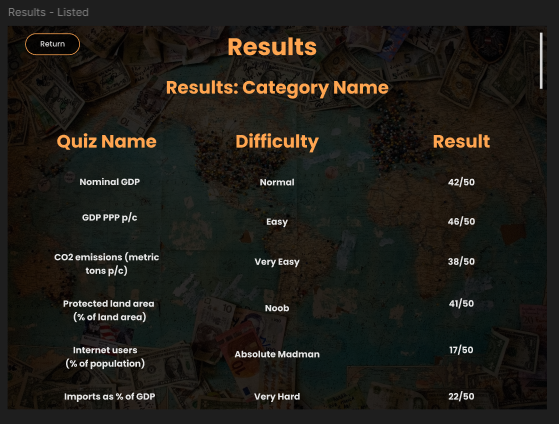 Results - Listed
Return
Results
Results: Category Name
Quiz Name Difficulty Result
Nominal GDP Normal 42/50
GDP PPP p/c Easy 46/50
CO2 emissions (metric
tons p/c) Very Easy 38/50
Protected land area
(% of land area) Noob 41/50
Internet users
(% of population) Absolute Madman 17/50
Imports as % of GDP Very Hard 22/50